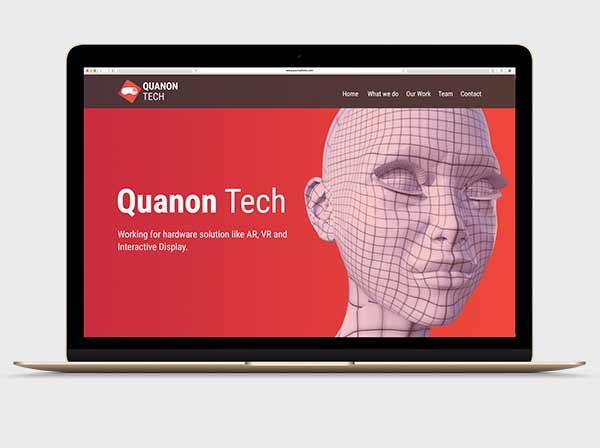 QUANON
TECH
Home What we do Our Work Team Contact
Quanon Tech
Working for hardware solution like AR, VR and
Interactive Display.